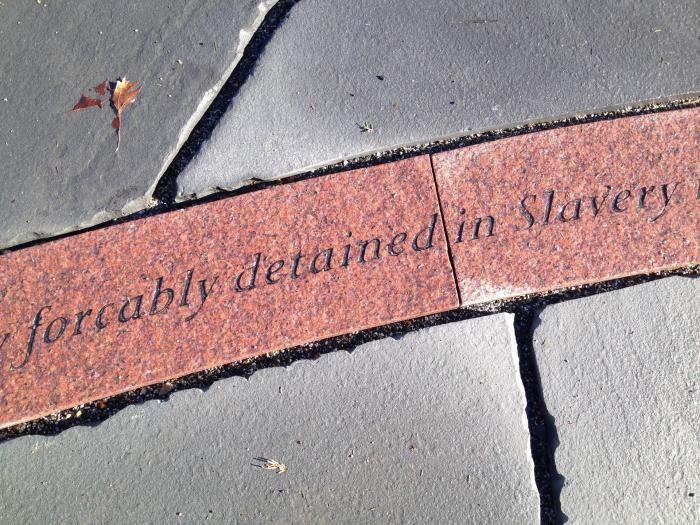 forcably detained in Slavery